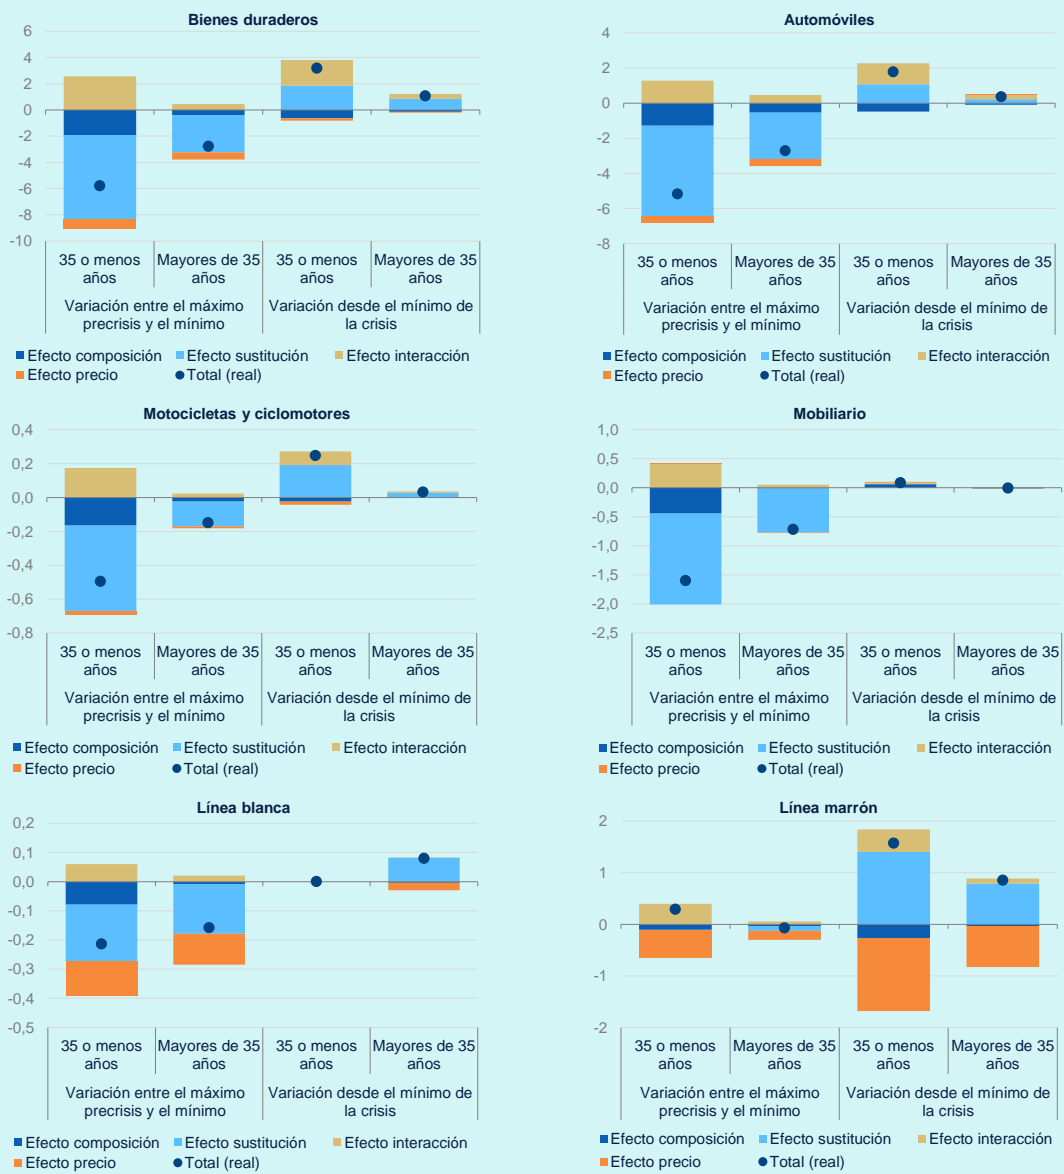 Bienes duraderos
6
4
2
0
-2
-4
-6
-8
-10
35 o menos
años
Mayores de 35
años
35 o menos
años
Mayores de 35
años
Variación entre el máximo
precrisis y el mínimo
Variación desde el mínimo de
la crisis
Efecto composición
Efecto sustitución
Efecto interacción
Efecto precio
Total (real)
Automóviles
4
2
0
-2
-4
-6
-8
35 o menos
años
Mayores de 35
años
35 o menos
años
Mayores de 35
años
Variación entre el máximo
precrisis y el mínimo
Variación desde el mínimo de
la crisis
Efecto composición
Efecto sustitución
Efecto interacción
Efecto precio
Total (real)
Motocicletas y ciclomotores
0,4
0,2
0,0
-0,2
-0,4
-0,6
-0,8
35 o menos
años
Mayores de 35
años
35 o menos
años
Mayores de 35
años
Variación entre el máximo
precrisis y el mínimo
Variación desde el mínimo de
la crisis
Efecto composición
Efecto sustitución
Efecto interacción
Efecto precio
Total (real)
Mobiliario
1,0
0,5
0,0
-0,5
-1,0
-1,5
-2,0
-2,5
35 o menos
años
Mayores de 35
años
35 o menos
años
Mayores de 35
años
Variación entre el máximo
precrisis y el mínimo
Variación desde el mínimo de
la crisis
Efecto composición
Efecto sustitución
Efecto interacción
Efecto precio
Total (real)
Línea blanca
0,2
0,1
0,0
-0,1
-0,2
-0,3
-0,4
-0,5
35 o menos
años
Mayores de 35
años
35 o menos
años
Mayores de 35
años
Variación entre el máximo
precrisis y el mínimo
Variación desde el mínimo de
la crisis
Efecto composición
Efecto sustitución
Efecto interacción
Efecto precio
Total (real)
Línea marrón
2
1
0
-1
-2
35 o menos
años
Mayores de 35
años
35 o menos
años
Mayores de 35
años
Variación entre el máximo
precrisis y el mínimo
Variación desde el mínimo de
la crisis
Efecto composición
Efecto sustitución
Efecto interacción
Efecto precio
Total (real)